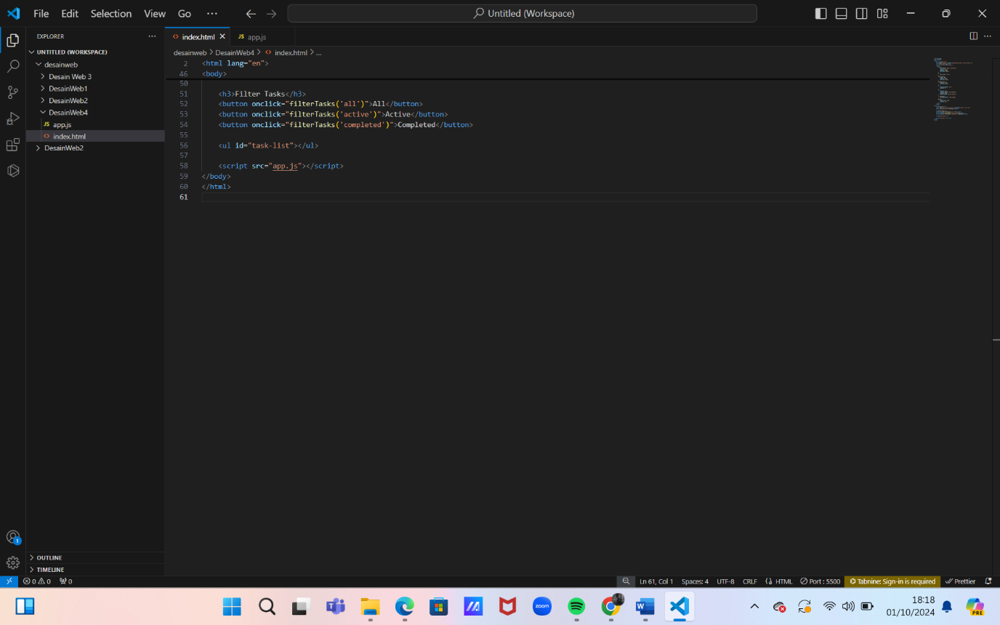 File Edit Selection View Go ···
Untitled (Workspace)
EXPLORER
index.html
JS app.js
UNTITLED (WORKSPACE)
desainweb
Desain Web 3
DesainWeb1
DesainWeb2
DesainWeb4
JS app.js
index.html
DesainWeb2
desainweb > DesainWeb4 > index.html > ...
2 <html lang="en">
46 <body>
50
51 <h3>Filter Tasks</h3>
52 <button onclick="filterTasks('all')">All</button>
53 <button onclick="filterTasks('active')">Active</button>
54 <button onclick="filterTasks('completed')">Completed</button>
55
56 <ul id="task-list"></ul>
57
58 <script src="app.js"></script>
59 </body>
60 </html>
61
1
OUTLINE
TIMELINE
0 0 0
Ln 61, Col 1 Spaces: 4 UTF-8 CRLF HTML Port : 5500 Tabnine: Sign-in is required Prettier
zoom
PRE
18:18
01/10/2024